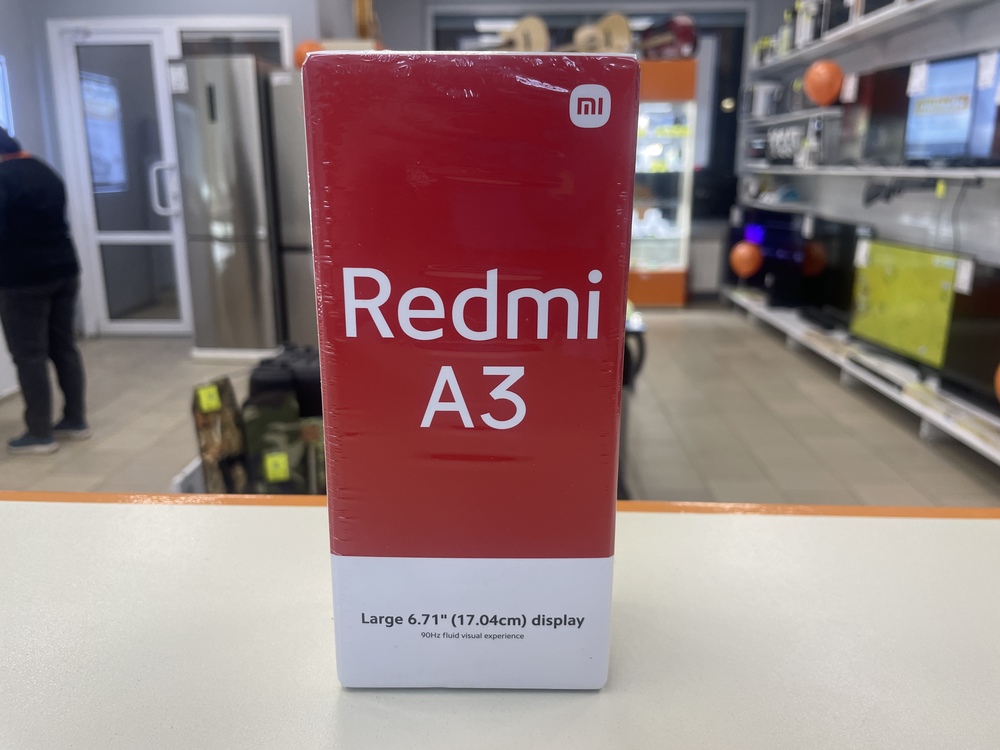 mi
Redmi
A3
Large 6.71" (17.04cm) display
90Hz fluid visual experience